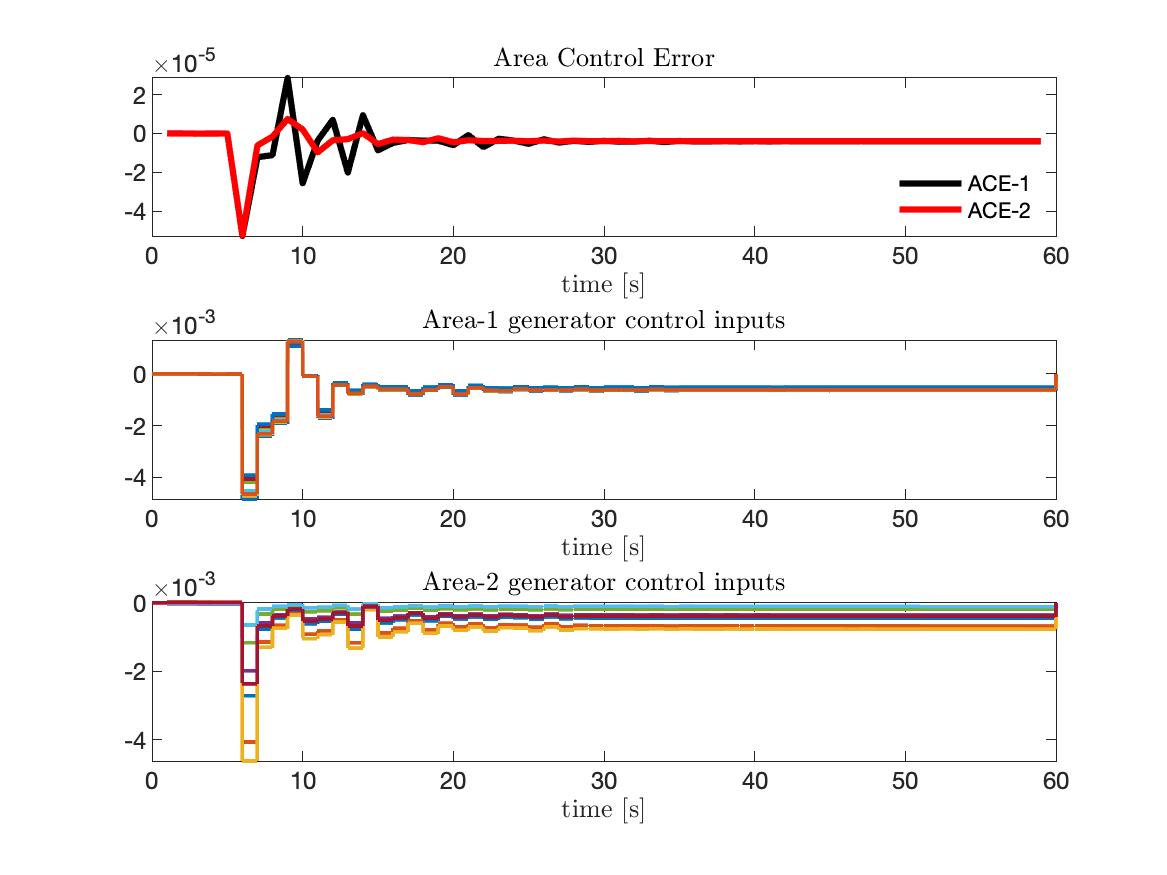 ×10-5
Area Control Error
2
0
-2
-4
ACE-1
ACE-2
0 10 20 30 40 50 60
time [s]
×10-3
Area-1 generator control inputs
0
-2
-4
0 10 20 30 40 50 60
time [s]
×10-3
Area-2 generator control inputs
0
-2
-4
0 10 20 30 40 50 60
time [s]